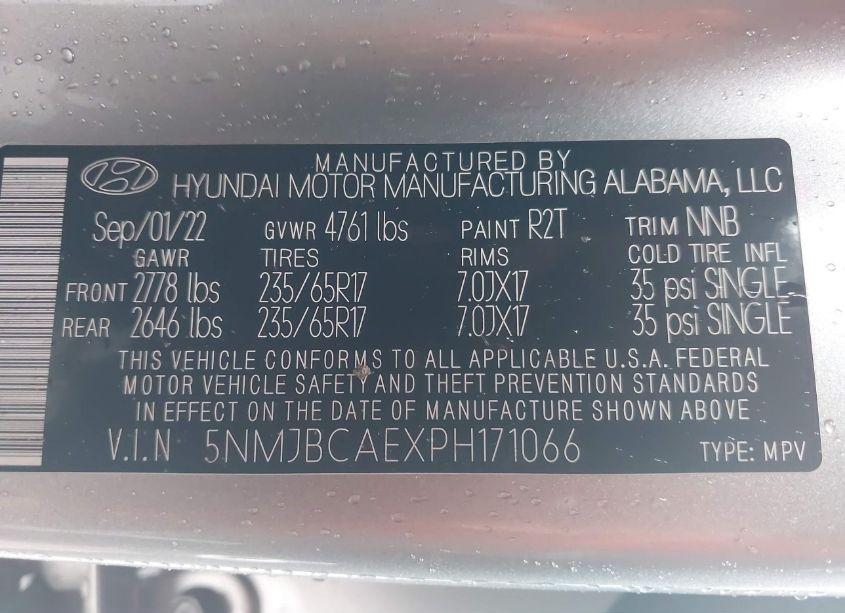 MANUFACTURED BY
HYUNDAI MOTOR MANUFACTURING ALABAMA, LLC
Sep/01/22 GVWR 4761 lbs PAINT R2T TRIM NNB
GAWR TIRES RIMS COLD TIRE INFL
FRONT 2778 lbs 235/65R17 7.0JX17 35 psi SINGLE
REAR 2646 lbs 235/65R17 7.0JX17 35 psi SINGLE
THIS VEHICLE CONFORMS TO ALL APPLICABLE U.S.A. FEDERAL
MOTOR VEHICLE SAFETY AND THEFT PREVENTION STANDARDS
IN EFFECT ON THE DATE OF MANUFACTURE SHOWN ABOVE
V.I.N 5NMJBCAEXPH171066 TYPE: MPV